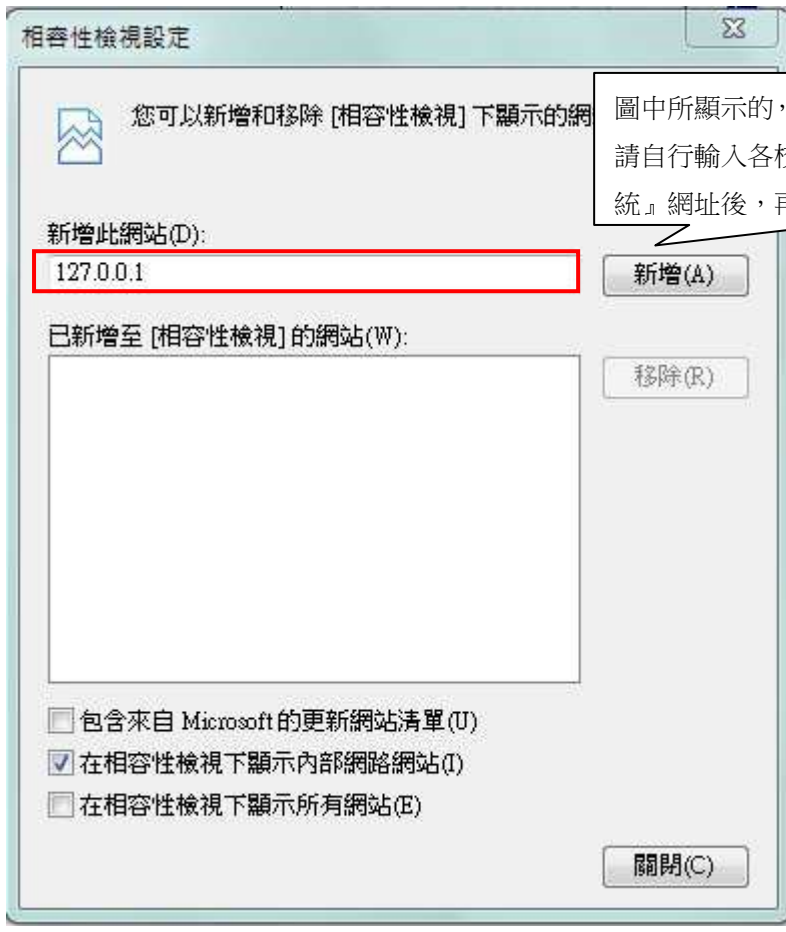 相容性檢視設定
您可以新增和移除 [相容性檢視] 下顯示的網
圖中所顯示的，
請自行輸入各校
統』網址後，再
新增此網站(D):
127.0.0.1
新增(A)
已新增至 [相容性檢視] 的網站(W):
移除(R)
包含來自 Microsoft 的更新網站清單(U)
在相容性檢視下顯示內部網路網站(I)
在相容性檢視下顯示所有網站(E)
關閉(C)